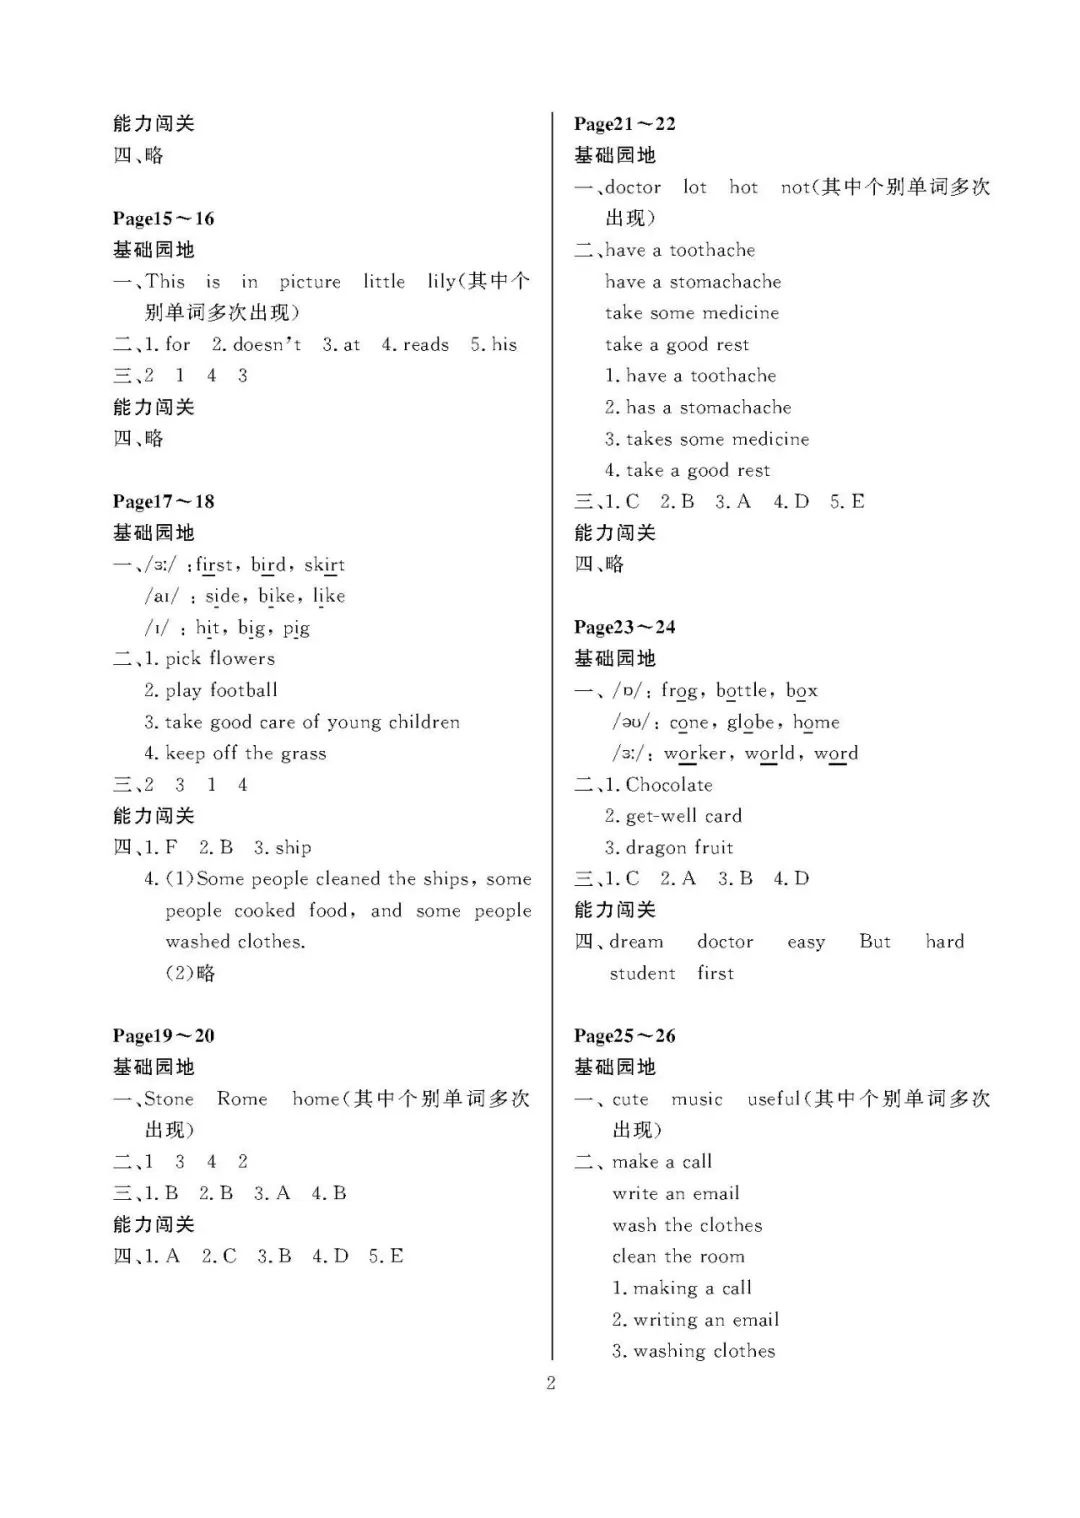 能力闯关
四、略
Page15～16
基础园地
一、This is in picture little lily(其中个
别单词多次出现)
二、1. for 2. doesn't 3. at 4. reads 5. his
三、2 1 4 3
能力闯关
四、略
Page17～18
基础园地
一、/ɜː/ :first, bird, skirt
/aɪ/ : side, bike, like
/ɪ/ : hit, big, pig
二、1. pick flowers
2. play football
3. take good care of young children
4. keep off the grass
三、2 3 1 4
能力闯关
四、1. F 2. B 3. ship
4. (1)Some people cleaned the ships, some
people cooked food, and some people
washed clothes.
(2)略
Page19～20
基础园地
一、Stone Rome home(其中个别单词多次
出现)
二、1 3 4 2
三、1. B 2. B 3. A 4. B
能力闯关
四、1. A 2. C 3. B 4. D 5. E
Page21～22
基础园地
一、doctor lot hot not(其中个别单词多次
出现)
二、have a toothache
have a stomachache
take some medicine
take a good rest
1. have a toothache
2. has a stomachache
3. takes some medicine
4. take a good rest
三、1. C 2. B 3. A 4. D 5. E
能力闯关
四、略
Page23～24
基础园地
一、/ɒ/: frog, bottle, box
/əʊ/: cone, globe, home
/ɜː/: worker, world, word
二、1. Chocolate
2. get-well card
3. dragon fruit
三、1. C 2. A 3. B 4. D
能力闯关
四、dream doctor easy But hard
student first
Page25～26
基础园地
一、cute music useful(其中个别单词多次
出现)
二、make a call
write an email
wash the clothes
clean the room
1. making a call
2. writing an email
3. washing clothes
2